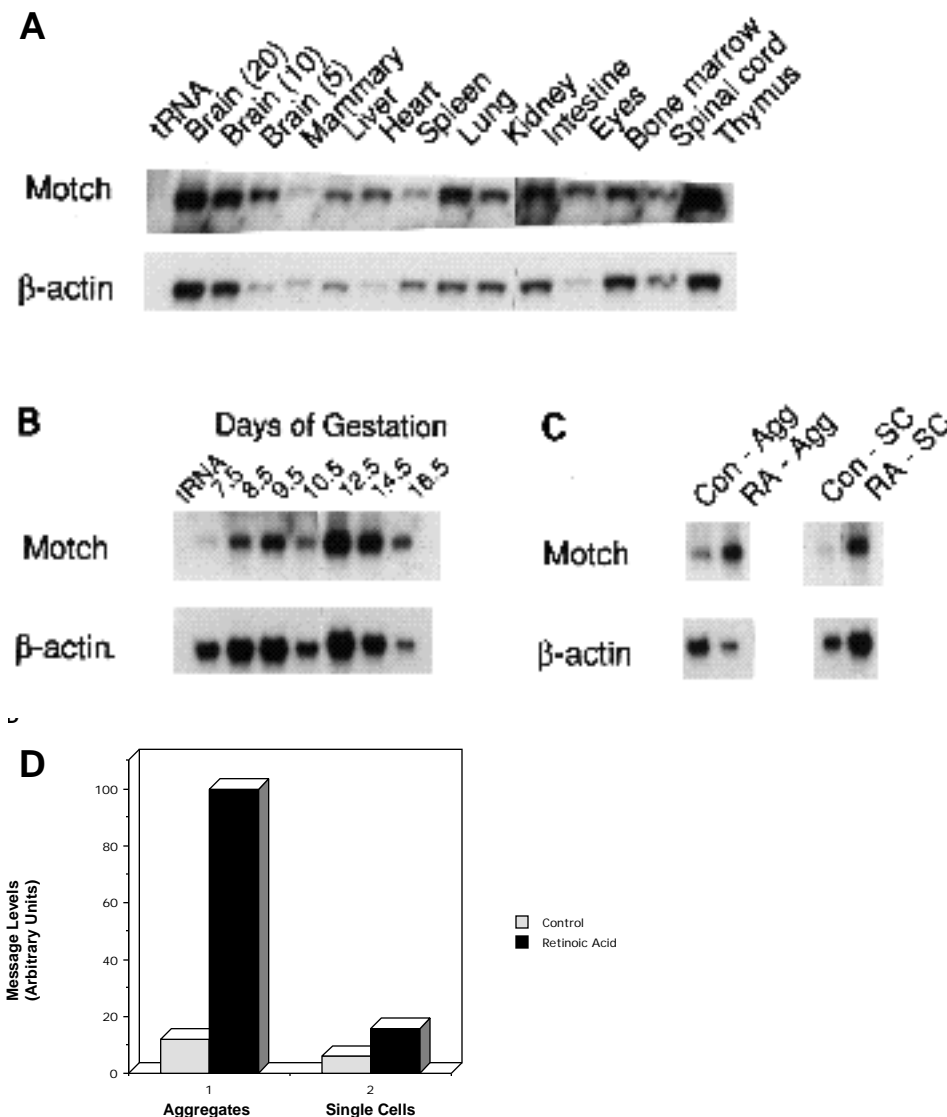 A
tRNA
Brain (20)
Brain (10)
Brain (5)
Mammary
Liver
Heart
Spleen
Lung
Kidney
Intestine
Eyes
Bone marrow
Spinal cord
Thymus
Motch
β-actin
B
Days of Gestation
tRNA
7.5
8.5
9.5
10.5
12.5
14.5
16.5
Motch
β-actin
C
Con - Agg
RA - Agg
Con - SC
RA - SC
Motch
β-actin
D
Message Levels
(Arbitrary Units)
100
80
60
40
20
0
1
2
Aggregates
Single Cells
Control
Retinoic Acid